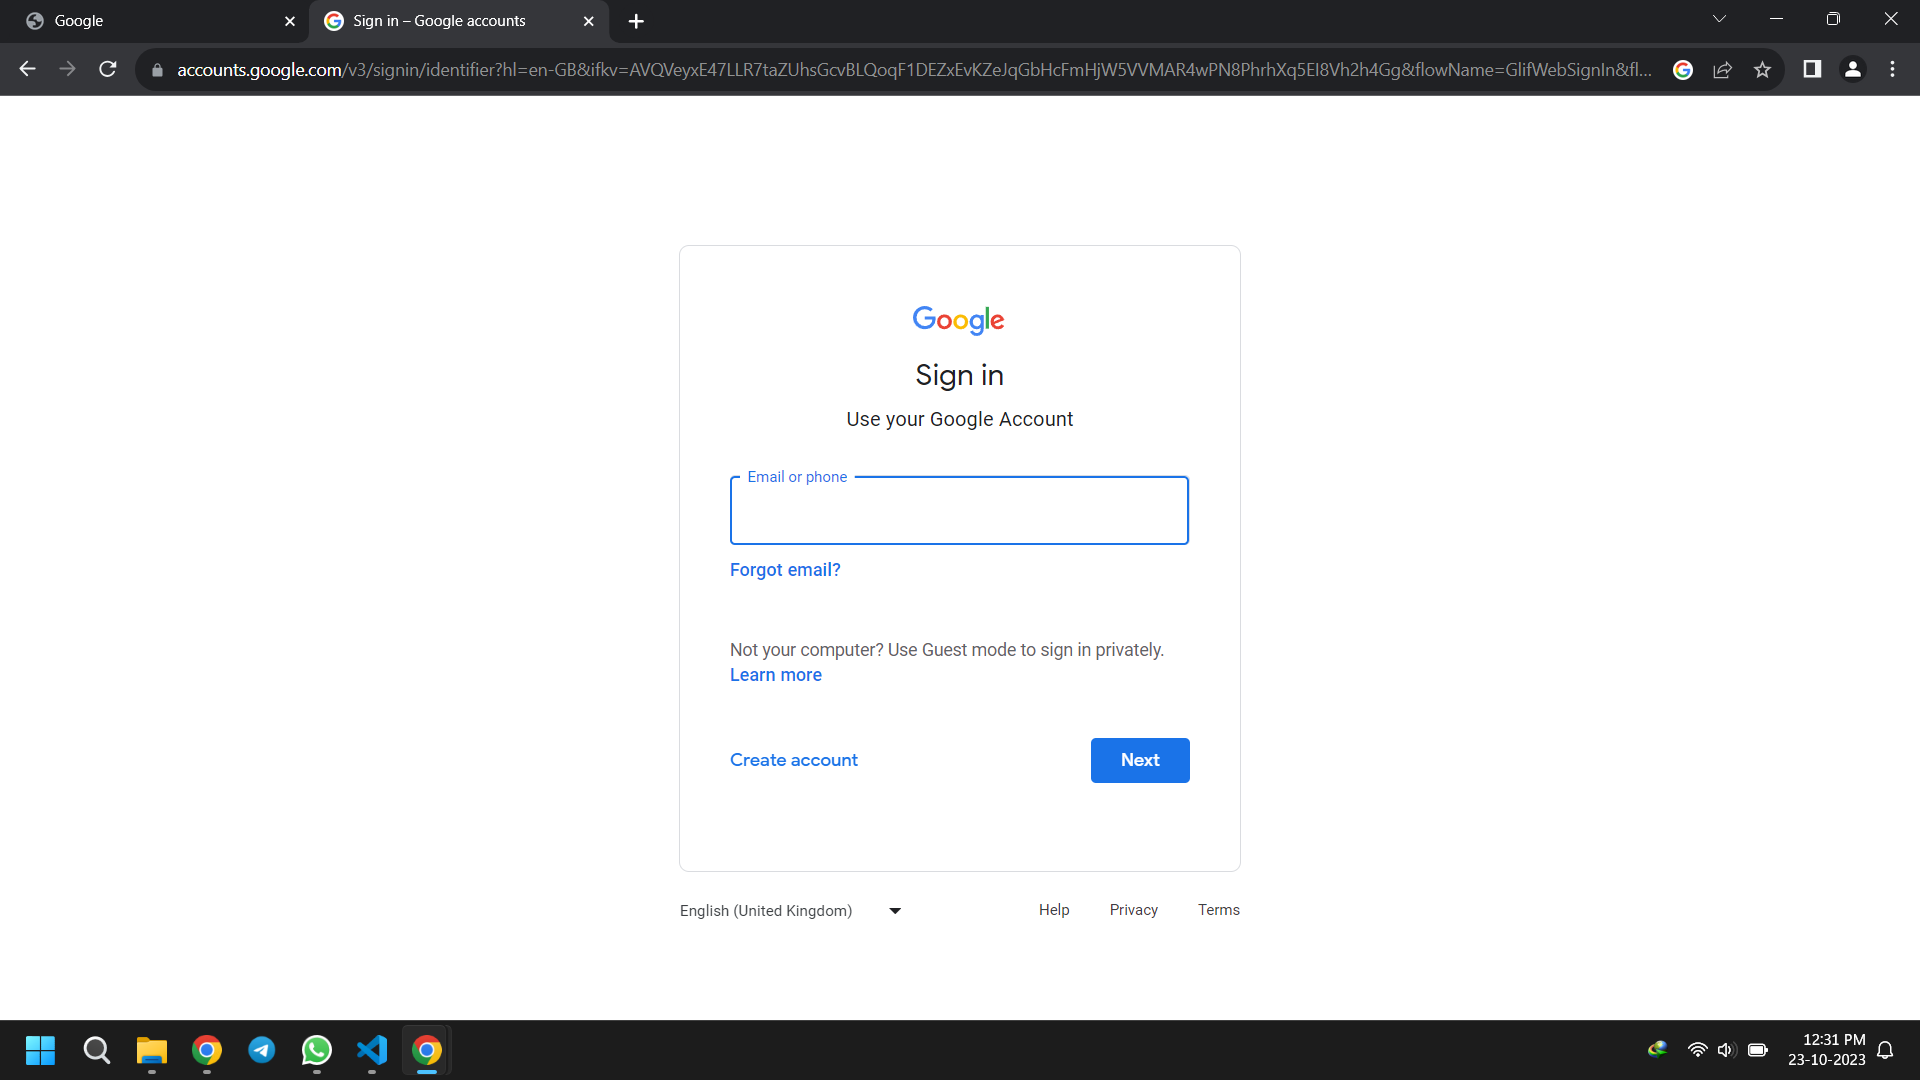 Google
Sign in – Google accounts
accounts.google.com/v3/signin/identifier?hl=en-GB&ifkv=AVQVeyxE47LLR7taZUhsGcvBLQoqF1DEZxEvKZeJqGbHcFmHjW5VVMAR4wPN8PhrhXq5EI8Vh2h4Gg&flowName=GlifWebSignIn&fl...
Google
Sign in
Use your Google Account
Email or phone
Forgot email?
Not your computer? Use Guest mode to sign in privately.
Learn more
Create account
Next
English (United Kingdom)
Help
Privacy
Terms
12:31 PM
23-10-2023